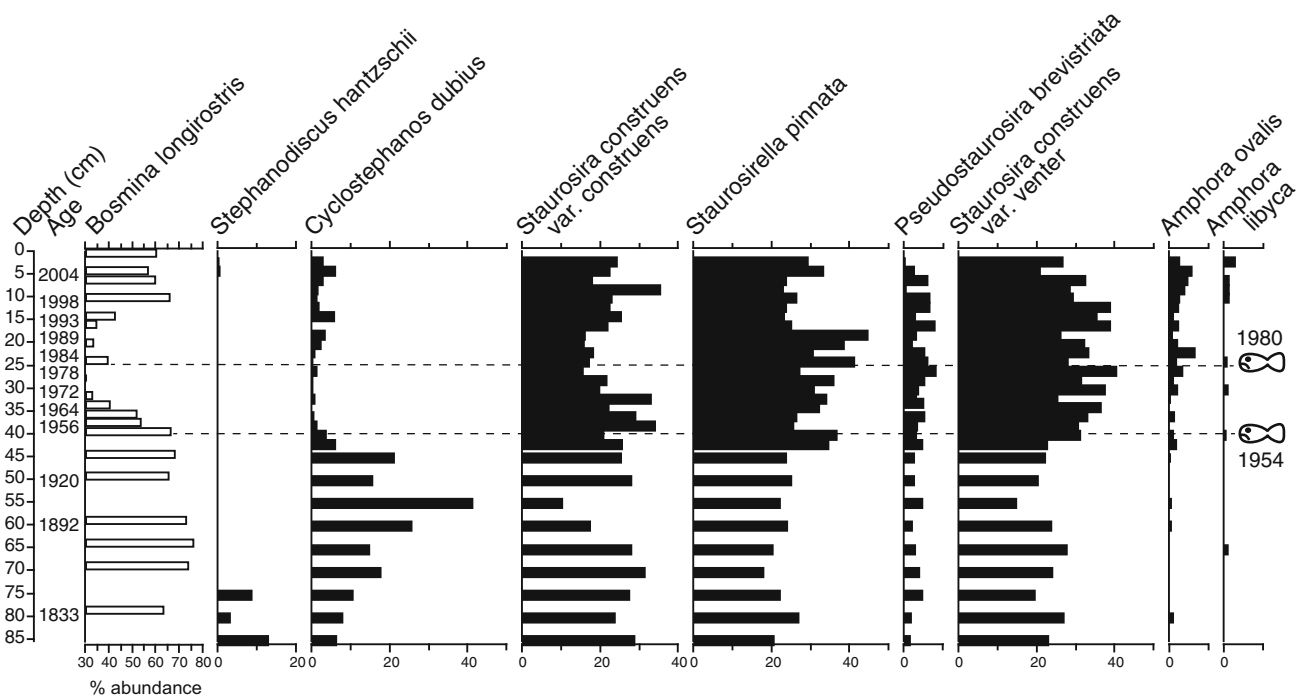 Depth (cm)
Age
Bosmina longirostris
Stephanodiscus hantzschii
Cyclostephanos dubius
Staurosira construens
var. construens
Staurosirella pinnata
Pseudostaurosira brevistriata
Staurosira construens
var. venter
Amphora ovalis
Amphora
libyca
0
5
10
15
20
25
30
35
40
45
50
55
60
65
70
75
80
85
2004
1998
1993
1989
1984
1978
1972
1964
1956
1920
1892
1833
1980
1954
30 40 50 60 70 80
0 20
0 20 40
0 20 40
0 20 40
0
0 20 40
0
0
% abundance